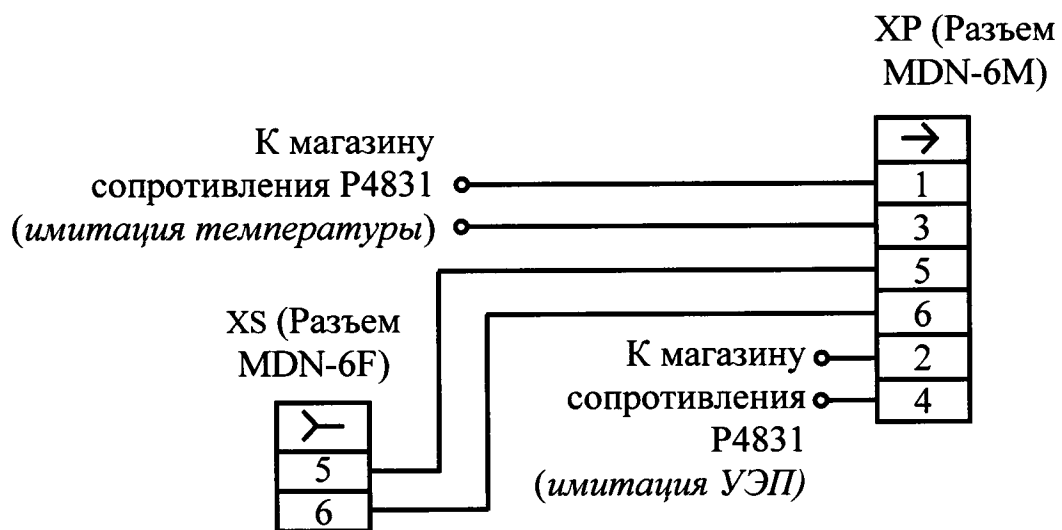 XP (Разъем
MDN-6M)
К магазину
сопротивления Р4831
(имитация температуры)
1
3
5
6
2
4
XS (Разъем
MDN-6F)
5
6
К магазину
сопротивления
Р4831
(имитация УЭП)